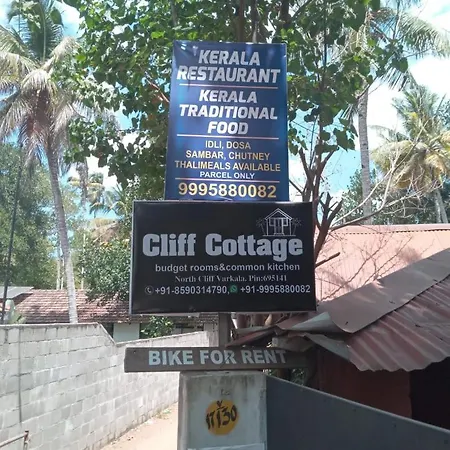 KERALA
RESTAURANT
KERALA
TRADITIONAL
FOOD
IDLI, DOSA
SAMBAR, CHUTNEY
THALIMEALS AVAILABLE
PARCEL ONLY
9995880082
Cliff Cottage
budget rooms&common kitchen
North Cliff Varkala, Pin:695141
+91-8590314790, +91-9995880082
BIKE FOR RENT
17/30